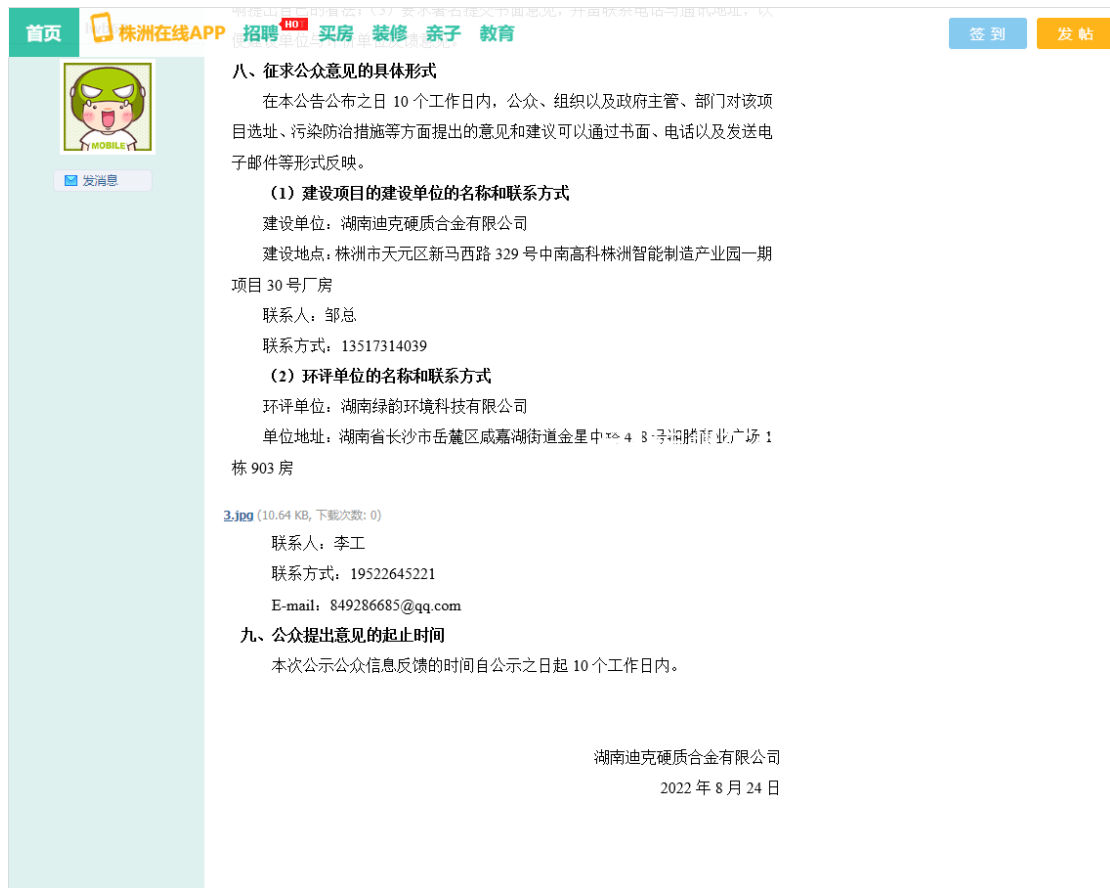 首页
株洲在线APP
招聘
HOT
买房
装修
亲子
教育
签到
发帖
MOBILE
发消息
八、征求公众意见的具体形式
在本公告公布之日 10 个工作日内，公众、组织以及政府主管、部门对该项
目选址、污染防治措施等方面提出的意见和建议可以通过书面、电话以及发送电
子邮件等形式反映。
（1）建设项目的建设单位的名称和联系方式
建设单位：湖南迪克硬质合金有限公司
建设地点：株洲市天元区新马西路 329 号中南高科株洲智能制造产业园一期
项目 30 号厂房
联系人：邹总
联系方式：13517314039
（2）环评单位的名称和联系方式
环评单位：湖南绿韵环境科技有限公司
单位地址：湖南省长沙市岳麓区咸嘉湖街道金星中 广场 1
栋 903 房
3.jpg (10.64 KB, 下载次数: 0)
联系人：李工
联系方式：19522645221
E-mail：849286685@qq.com
九、公众提出意见的起止时间
本次公示公众信息反馈的时间自公示之日起 10 个工作日内。
湖南迪克硬质合金有限公司
2022 年 8 月 24 日